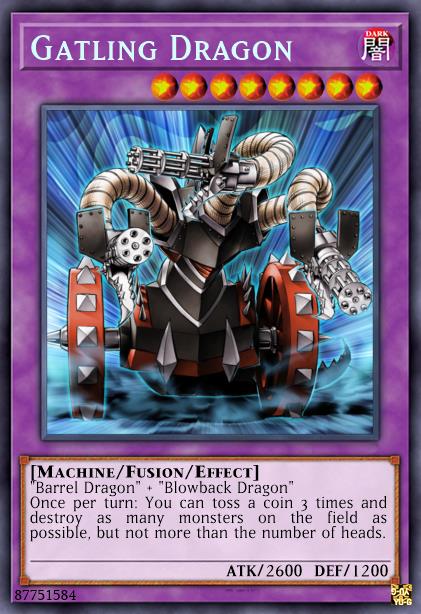 Gatling Dragon
DARK
闇
[Machine/Fusion/Effect]
"Barrel Dragon" + "Blowback Dragon"
Once per turn: You can toss a coin 3 times and
destroy as many monsters on the field as
possible, but not more than the number of heads.
ATK/2600 DEF/1200
87751584